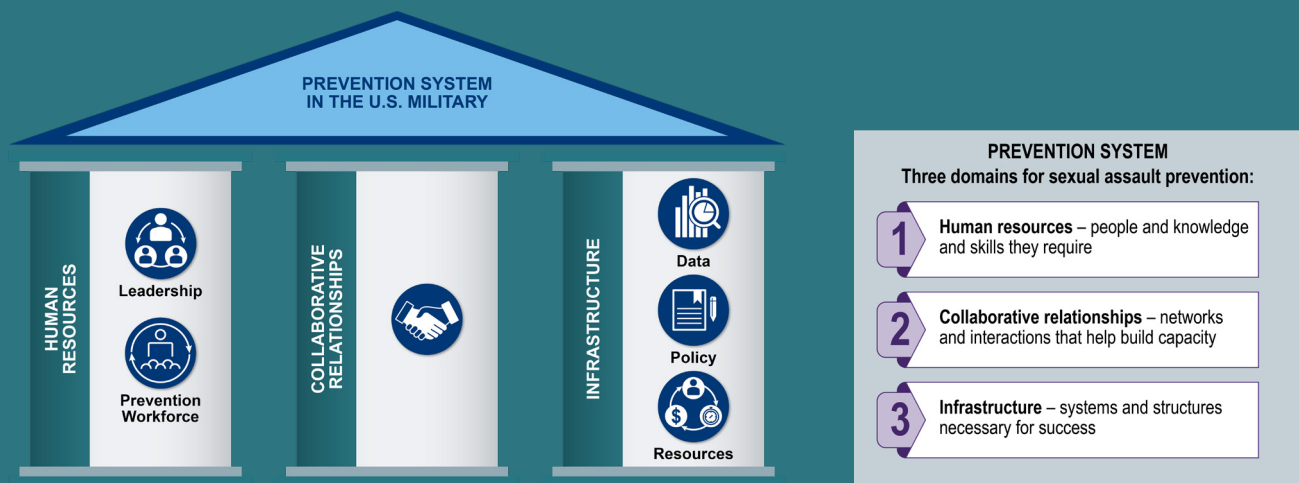 PREVENTION SYSTEM
IN THE U.S. MILITARY
HUMAN
RESOURCES
Leadership
Prevention
Workforce
COLLABORATIVE
RELATIONSHIPS
INFRASTRUCTURE
Data
Policy
$
Resources
PREVENTION SYSTEM
Three domains for sexual assault prevention:
1
Human resources – people and knowledge
and skills they require
2
Collaborative relationships – networks
and interactions that help build capacity
3
Infrastructure – systems and structures
necessary for success